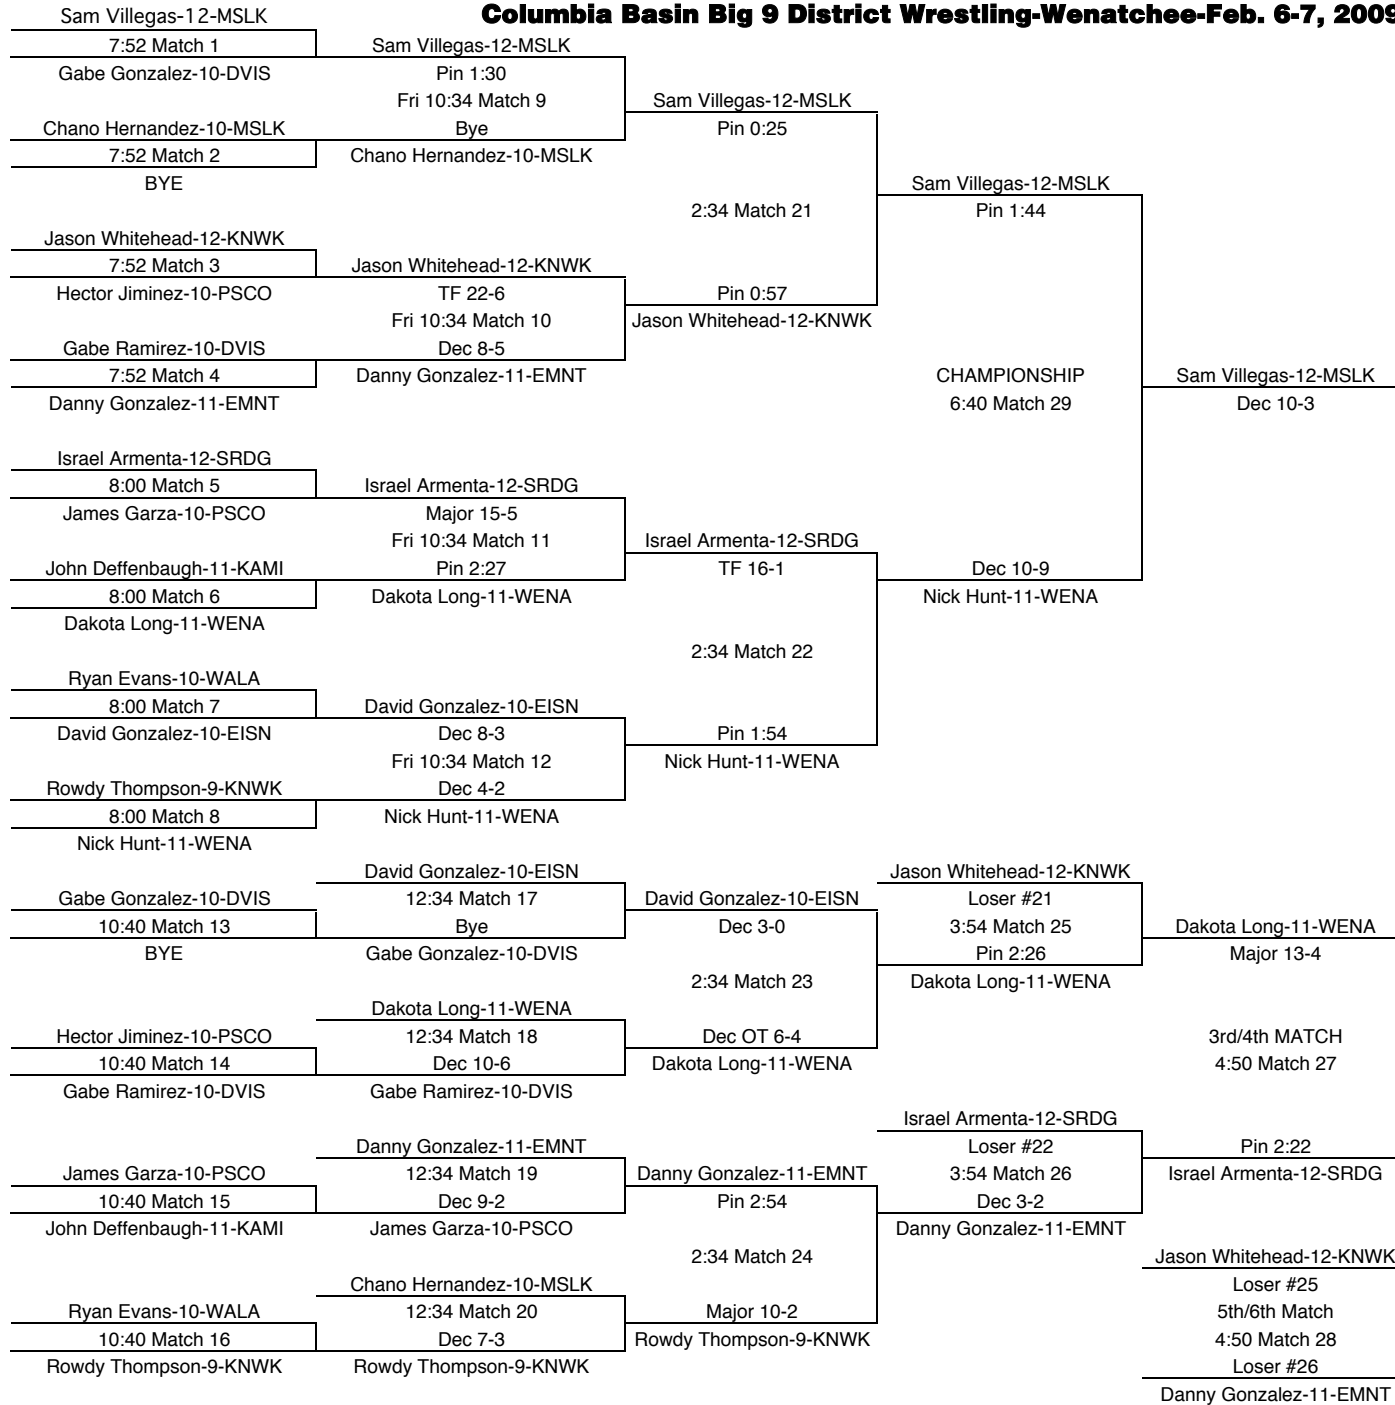 Columbia Basin Big 9 District Wrestling-Wenatchee-Feb. 6-7, 2009
Sam Villegas-12-MSLK
7:52 Match 1
Gabe Gonzalez-10-DVIS
Chano Hernandez-10-MSLK
7:52 Match 2
BYE
Jason Whitehead-12-KNWK
7:52 Match 3
Hector Jiminez-10-PSCO
Gabe Ramirez-10-DVIS
7:52 Match 4
Danny Gonzalez-11-EMNT
Israel Armenta-12-SRDG
8:00 Match 5
James Garza-10-PSCO
John Deffenbaugh-11-KAMI
8:00 Match 6
Dakota Long-11-WENA
Ryan Evans-10-WALA
8:00 Match 7
David Gonzalez-10-EISN
Rowdy Thompson-9-KNWK
8:00 Match 8
Nick Hunt-11-WENA
Sam Villegas-12-MSLK
Pin 1:30
Fri 10:34 Match 9
Bye
Chano Hernandez-10-MSLK
Jason Whitehead-12-KNWK
TF 22-6
Fri 10:34 Match 10
Dec 8-5
Danny Gonzalez-11-EMNT
Israel Armenta-12-SRDG
Major 15-5
Fri 10:34 Match 11
Pin 2:27
Dakota Long-11-WENA
David Gonzalez-10-EISN
Dec 8-3
Fri 10:34 Match 12
Dec 4-2
Nick Hunt-11-WENA
Sam Villegas-12-MSLK
Pin 0:25
2:34 Match 21
Pin 0:57
Jason Whitehead-12-KNWK
Israel Armenta-12-SRDG
TF 16-1
2:34 Match 22
Pin 1:54
Nick Hunt-11-WENA
Sam Villegas-12-MSLK
Pin 1:44
CHAMPIONSHIP
6:40 Match 29
Dec 10-9
Nick Hunt-11-WENA
Sam Villegas-12-MSLK
Dec 10-3
Gabe Gonzalez-10-DVIS
10:40 Match 13
BYE
Hector Jiminez-10-PSCO
10:40 Match 14
Gabe Ramirez-10-DVIS
James Garza-10-PSCO
10:40 Match 15
John Deffenbaugh-11-KAMI
Ryan Evans-10-WALA
10:40 Match 16
Rowdy Thompson-9-KNWK
David Gonzalez-10-EISN
12:34 Match 17
Bye
Gabe Gonzalez-10-DVIS
Dakota Long-11-WENA
12:34 Match 18
Dec 10-6
Gabe Ramirez-10-DVIS
Danny Gonzalez-11-EMNT
12:34 Match 19
Dec 9-2
James Garza-10-PSCO
Chano Hernandez-10-MSLK
12:34 Match 20
Dec 7-3
Rowdy Thompson-9-KNWK
David Gonzalez-10-EISN
Dec 3-0
2:34 Match 23
Dec OT 6-4
Dakota Long-11-WENA
Danny Gonzalez-11-EMNT
Pin 2:54
2:34 Match 24
Major 10-2
Rowdy Thompson-9-KNWK
Jason Whitehead-12-KNWK
Loser #21
3:54 Match 25
Pin 2:26
Dakota Long-11-WENA
Israel Armenta-12-SRDG
Loser #22
3:54 Match 26
Dec 3-2
Danny Gonzalez-11-EMNT
Dakota Long-11-WENA
Major 13-4
3rd/4th MATCH
4:50 Match 27
Pin 2:22
Israel Armenta-12-SRDG
Jason Whitehead-12-KNWK
Loser #25
5th/6th Match
4:50 Match 28
Loser #26
Danny Gonzalez-11-EMNT